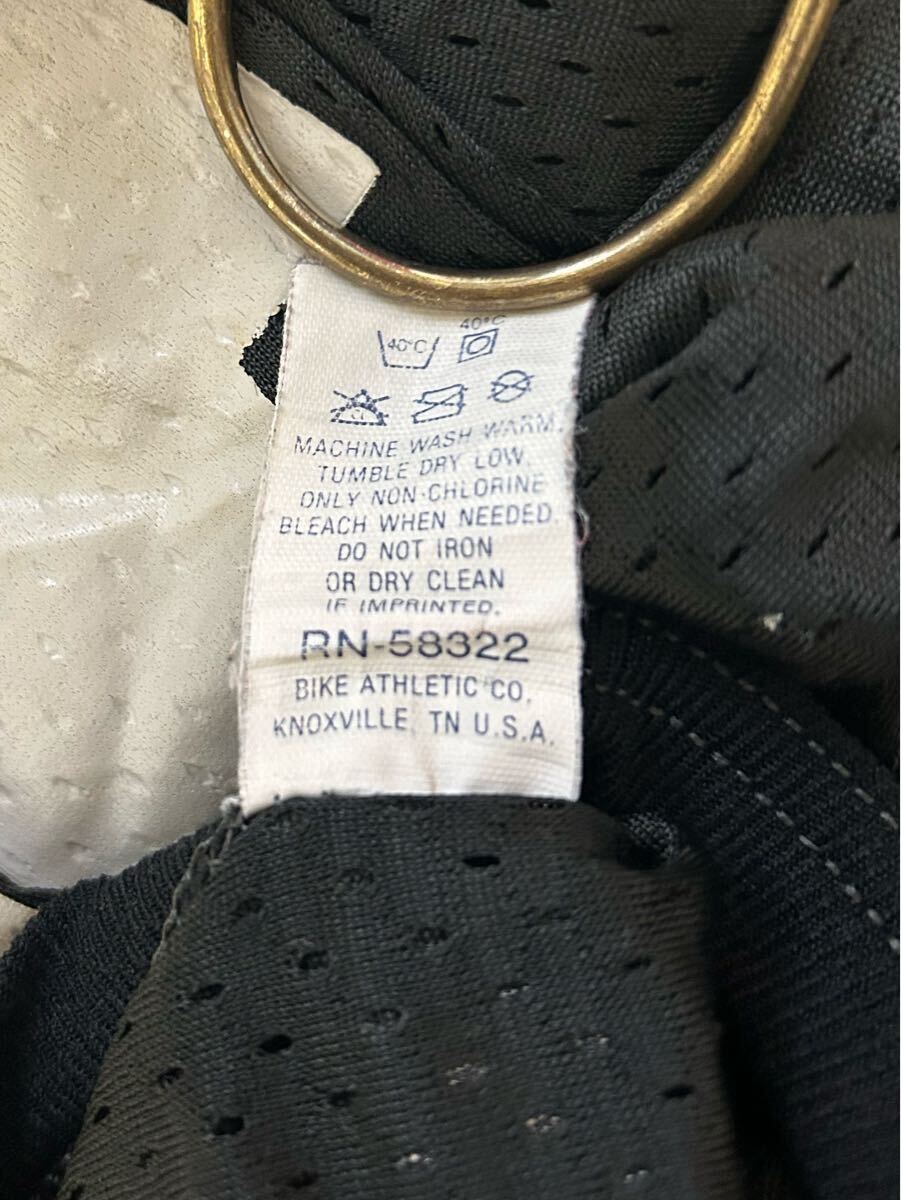 40°C
40°C
MACHINE WASH WARM.
TUMBLE DRY LOW.
ONLY NON-CHLORINE
BLEACH WHEN NEEDED.
DO NOT IRON
OR DRY CLEAN
IF IMPRINTED.
RN-58322
BIKE ATHLETIC CO.
KNOXVILLE, TN U.S.A.